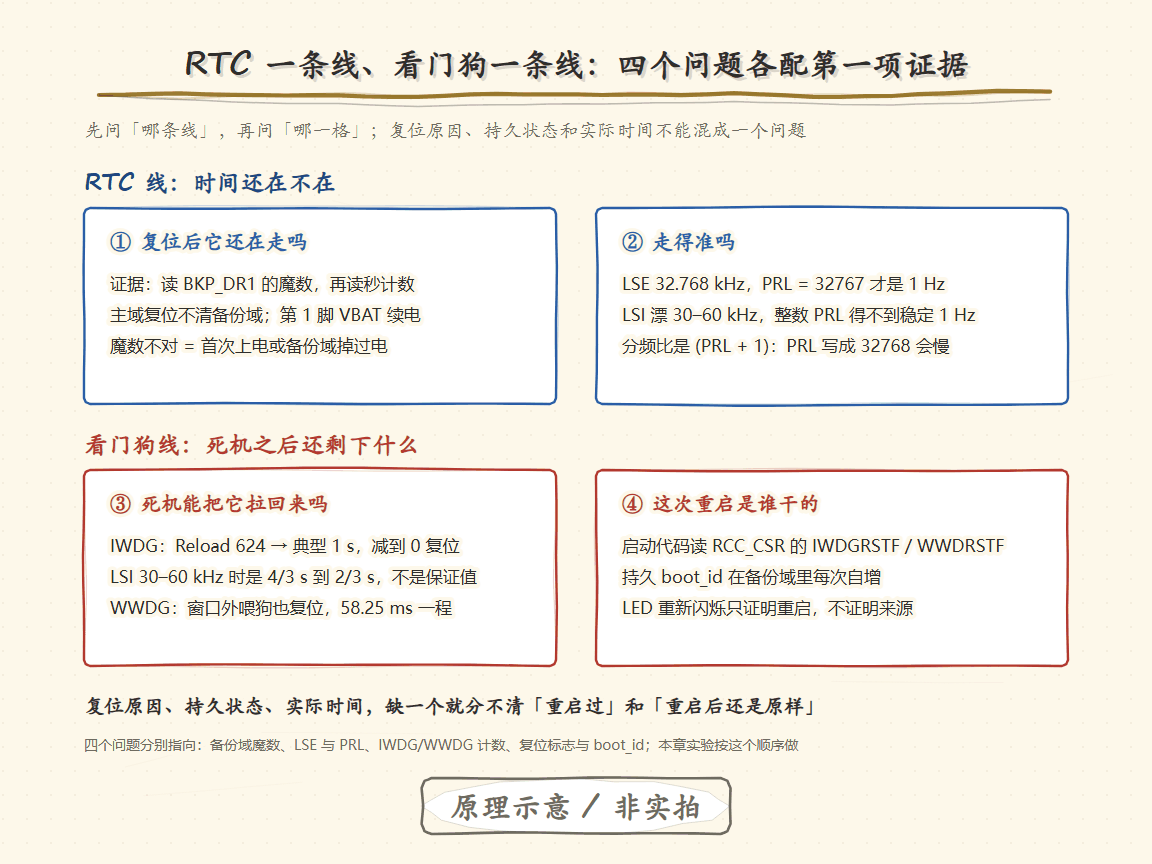 RTC 一条线、看门狗一条线：四个问题各配第一项证据
先问「哪条线」，再问「哪一格」；复位原因、持久状态和实际时间不能混成一个问题
RTC 线：时间还在不在
① 复位后它还在走吗
证据：读 BKP_DR1 的魔数，再读秒计数
主域复位不清备份域；第 1 脚 VBAT 续电
魔数不对 = 首次上电或备份域掉过电
② 走得准吗
LSE 32.768 kHz，PRL = 32767 才是 1 Hz
LSI 漂 30–60 kHz，整数 PRL 得不到稳定 1 Hz
分频比是 (PRL + 1)：PRL 写成 32768 会慢
看门狗线：死机之后还剩下什么
③ 死机能把它拉回来吗
IWDG：Reload 624 → 典型 1 s，减到 0 复位
LSI 30–60 kHz 时是 4/3 s 到 2/3 s，不是保证值
WWDG：窗口外喂狗也复位，58.25 ms 一程
④ 这次重启是谁干的
启动代码读 RCC_CSR 的 IWDGRSTF / WWDRSTF
持久 boot_id 在备份域里每次自增
LED 重新闪烁只证明重启，不证明来源
复位原因、持久状态、实际时间，缺一个就分不清「重启过」和「重启后还是原样」
四个问题分别指向：备份域魔数、LSE 与 PRL、IWDG/WWDG 计数、复位标志与 boot_id；本章实验按这个顺序做
原理示意 / 非实拍